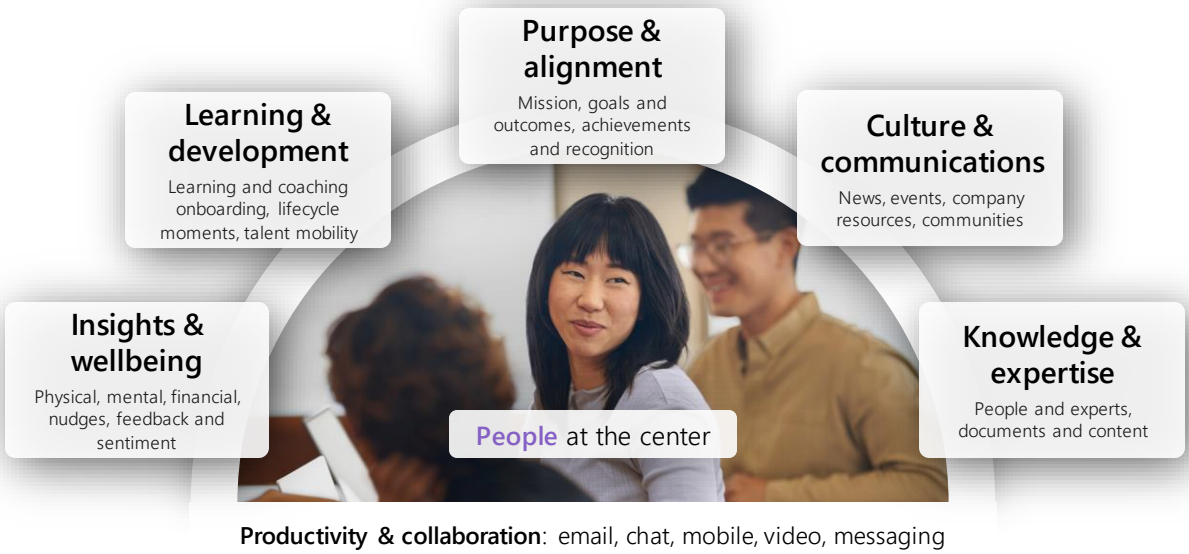 Purpose &
alignment
Mission, goals and
outcomes, achievements
and recognition
Learning &
development
Learning and coaching
onboarding, lifecycle
moments, talent mobility
Culture &
communications
News, events, company
resources, communities
Insights &
wellbeing
Physical, mental, financial,
nudges, feedback and
sentiment
Knowledge &
expertise
People and experts,
documents and content
People at the center
Productivity & collaboration: email, chat, mobile, video, messaging